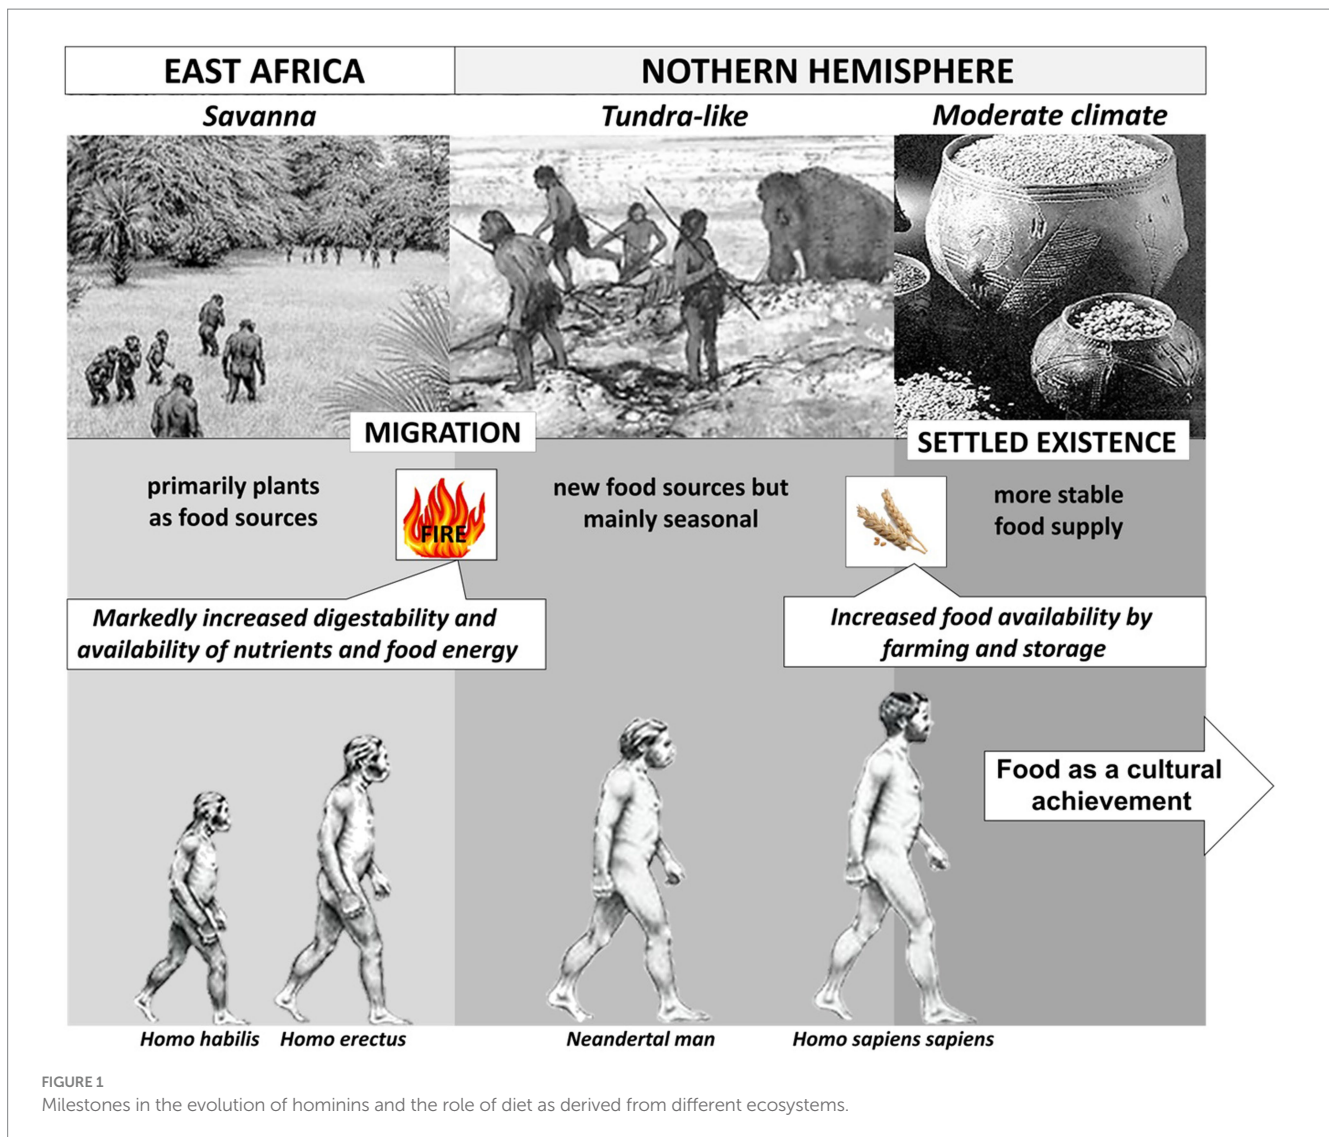 EAST AFRICA
NOTHERN HEMISPHERE
Savanna
Tundra-like
Moderate climate
MIGRATION
SETTLED EXISTENCE
primarily plants
as food sources
FIRE
new food sources but
mainly seasonal
more stable
food supply
Markedly increased digestability and
availability of nutrients and food energy
Increased food availability by
farming and storage
Food as a cultural
achievement
Homo habilis
Homo erectus
Neandertal man
Homo sapiens sapiens
FIGURE 1
Milestones in the evolution of hominins and the role of diet as derived from different ecosystems.